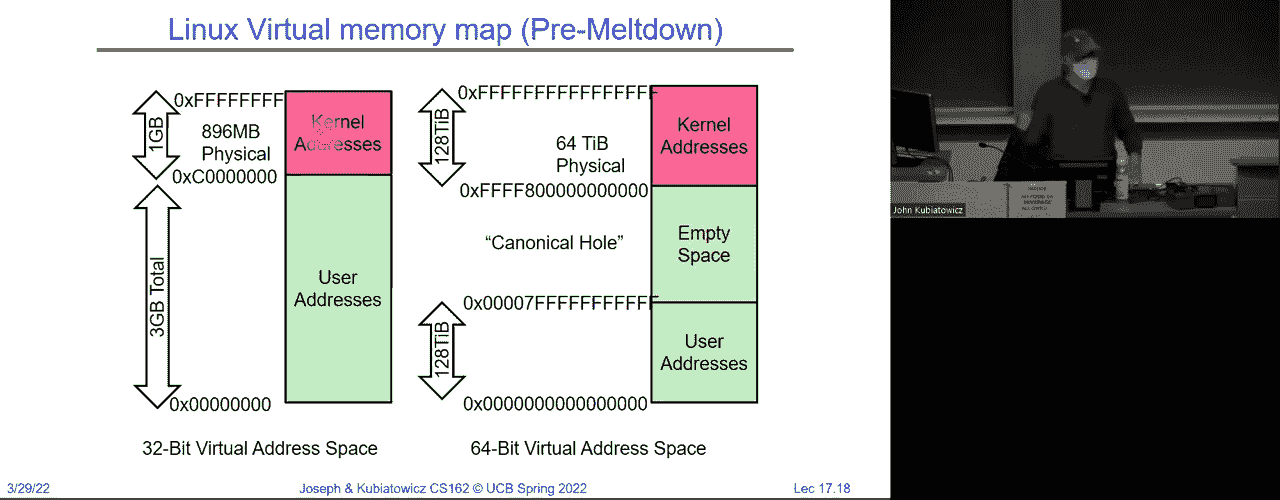 Linux Virtual memory map (Pre-Meltdown)
1GB
0xFFFFFFFF
896MB
Physical
0xC0000000
Kernel
Addresses
3GB Total
User
Addresses
0x00000000
32-Bit Virtual Address Space
128TiB
0xFFFFFFFFFFFFFFFF
64 TiB
Physical
0xFFFF800000000000
Kernel
Addresses
"Canonical Hole"
Empty
Space
0x00007FFFFFFFFFFF
128TiB
User
Addresses
0x0000000000000000
64-Bit Virtual Address Space
3/29/22
Joseph & Kubiatowicz CS162 © UCB Spring 2022
Lec 17.18
John Kubiatowicz